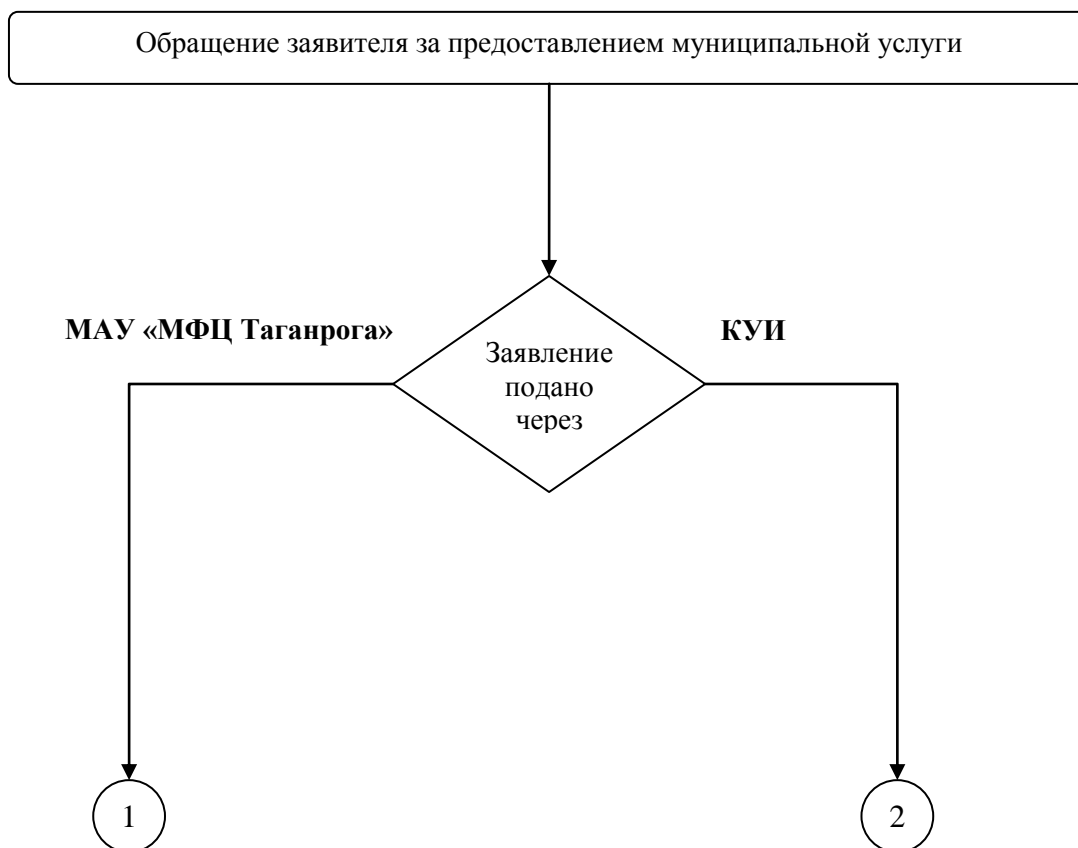 Обращение заявителя за предоставлением муниципальной услуги
МАУ «МФЦ Таганрога»
КУИ
Заявление
подано
через
1
2